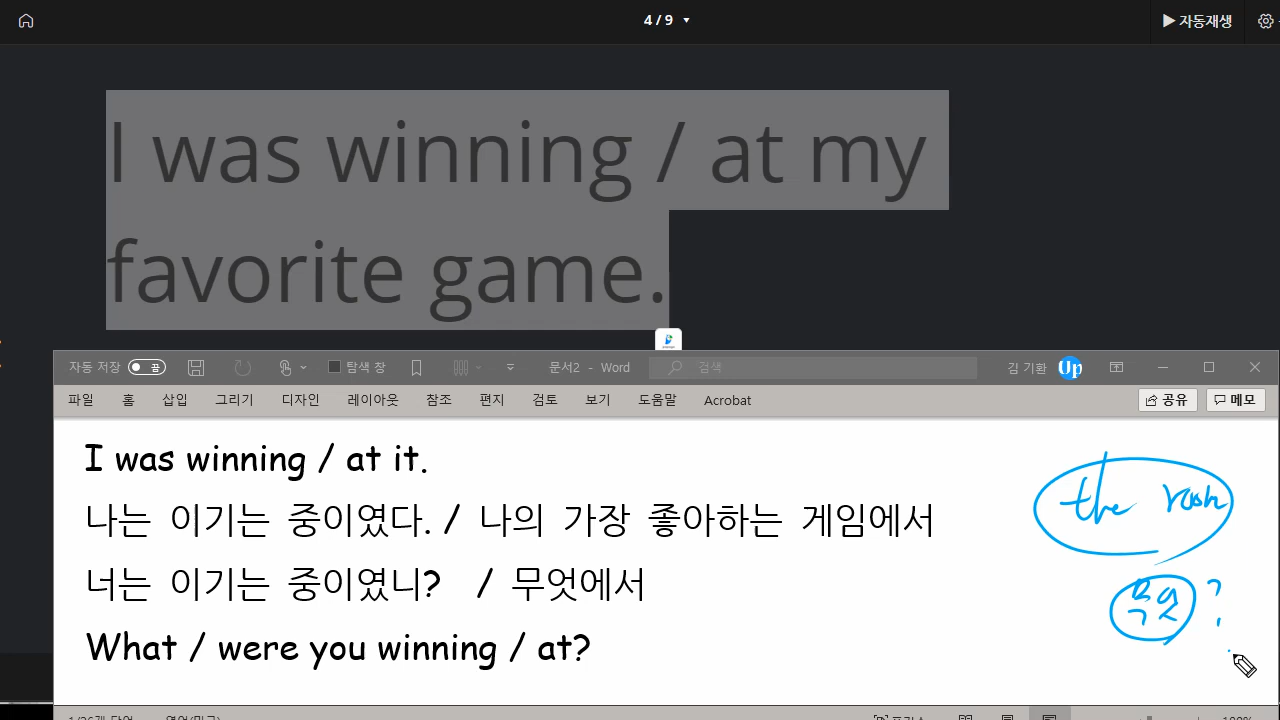 4 / 9
자동재생
I was winning / at my
favorite game.
자동 저장 끔 탐색 창 문서2 - Word 검색 김 기환 Up
파일 홈 삽입 그리기 디자인 레이아웃 참조 편지 검토 보기 도움말 Acrobat 공유 메모
I was winning / at it.
나는 이기는 중이였다. / 나의 가장 좋아하는 게임에서
너는 이기는 중이였니? / 무엇에서
What / were you winning / at?
the
?